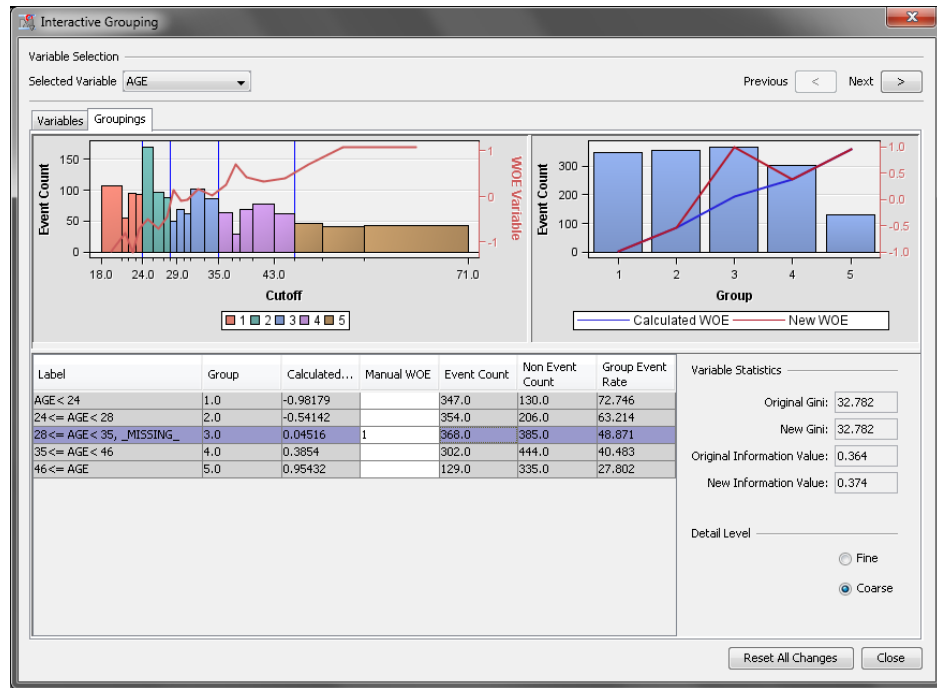 Interactive Grouping
Variable Selection
Selected Variable AGE Previous < Next >
Variables Groupings
Event Count
150
100
50
0
18.0 24.0 29.0 35.0 43.0 71.0
Cutoff
1
0
-1
WOE Variable
1 2 3 4 5
Event Count
300
200
100
0
1 2 3 4 5
Group
1.0
0.5
0.0
-0.5
-1.0
Calculated WOE New WOE
Label Group Calculated... Manual WOE Event Count Non Event Count Group Event Rate
AGE< 24 1.0 -0.98179 347.0 130.0 72.746
24<= AGE< 28 2.0 -0.54142 354.0 206.0 63.214
28<= AGE< 35, _MISSING_ 3.0 0.04516 1 368.0 385.0 48.871
35<= AGE< 46 4.0 0.3854 302.0 444.0 40.483
46<= AGE 5.0 0.95432 129.0 335.0 27.802
Variable Statistics
Original Gini: 32.782
New Gini: 32.782
Original Information Value: 0.364
New Information Value: 0.374
Detail Level
Fine
Coarse
Reset All Changes Close